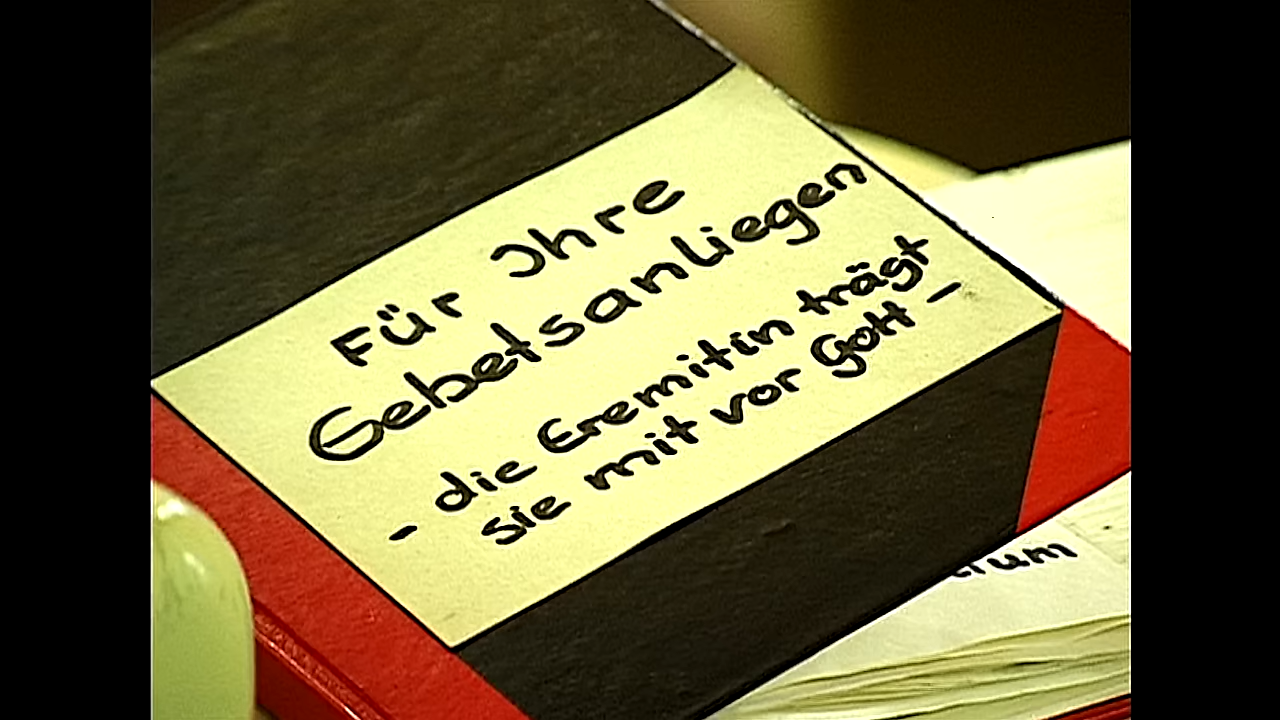 Für Ihre
Gebetsanliegen
- die Eremitin trägt
sie mit vor Gott -